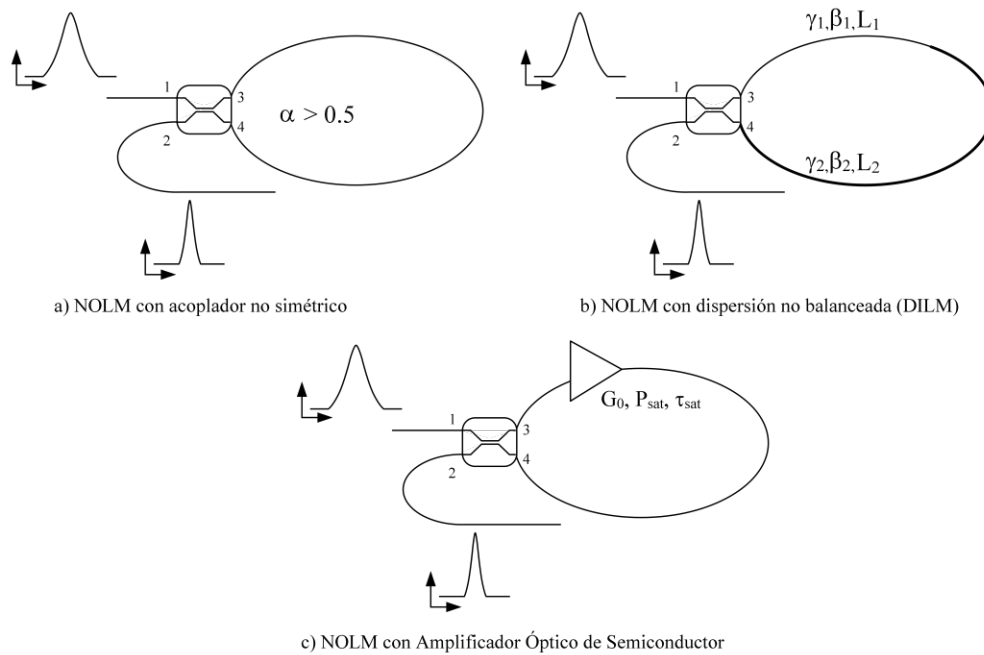 1
2
3
4
α > 0.5
a) NOLM con acoplador no simétrico
γ₁,β₁,L₁
1
2
3
4
γ₂,β₂,L₂
b) NOLM con dispersión no balanceada (DILM)
G₀, Pₛₐₜ, τₛₐₜ
1
2
3
4
c) NOLM con Amplificador Óptico de Semiconductor